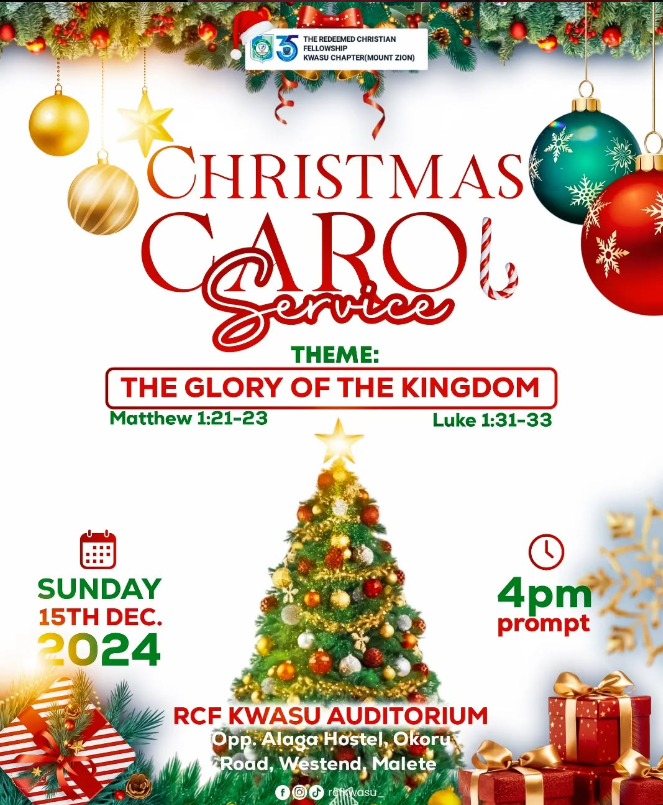 35
THE REDEEMED CHRISTIAN
FELLOWSHIP
KWASU CHAPTER(MOUNT ZION)
CHRISTMAS
CAROL
Service
THEME:
THE GLORY OF THE KINGDOM
Matthew 1:21-23
Luke 1:31-33
SUNDAY
15TH DEC.
2024
4pm
prompt
RCF KWASU AUDITORIUM
Opp. Alaga Hostel, Okoru
Road, Westend, Malete
rcfkwasu_